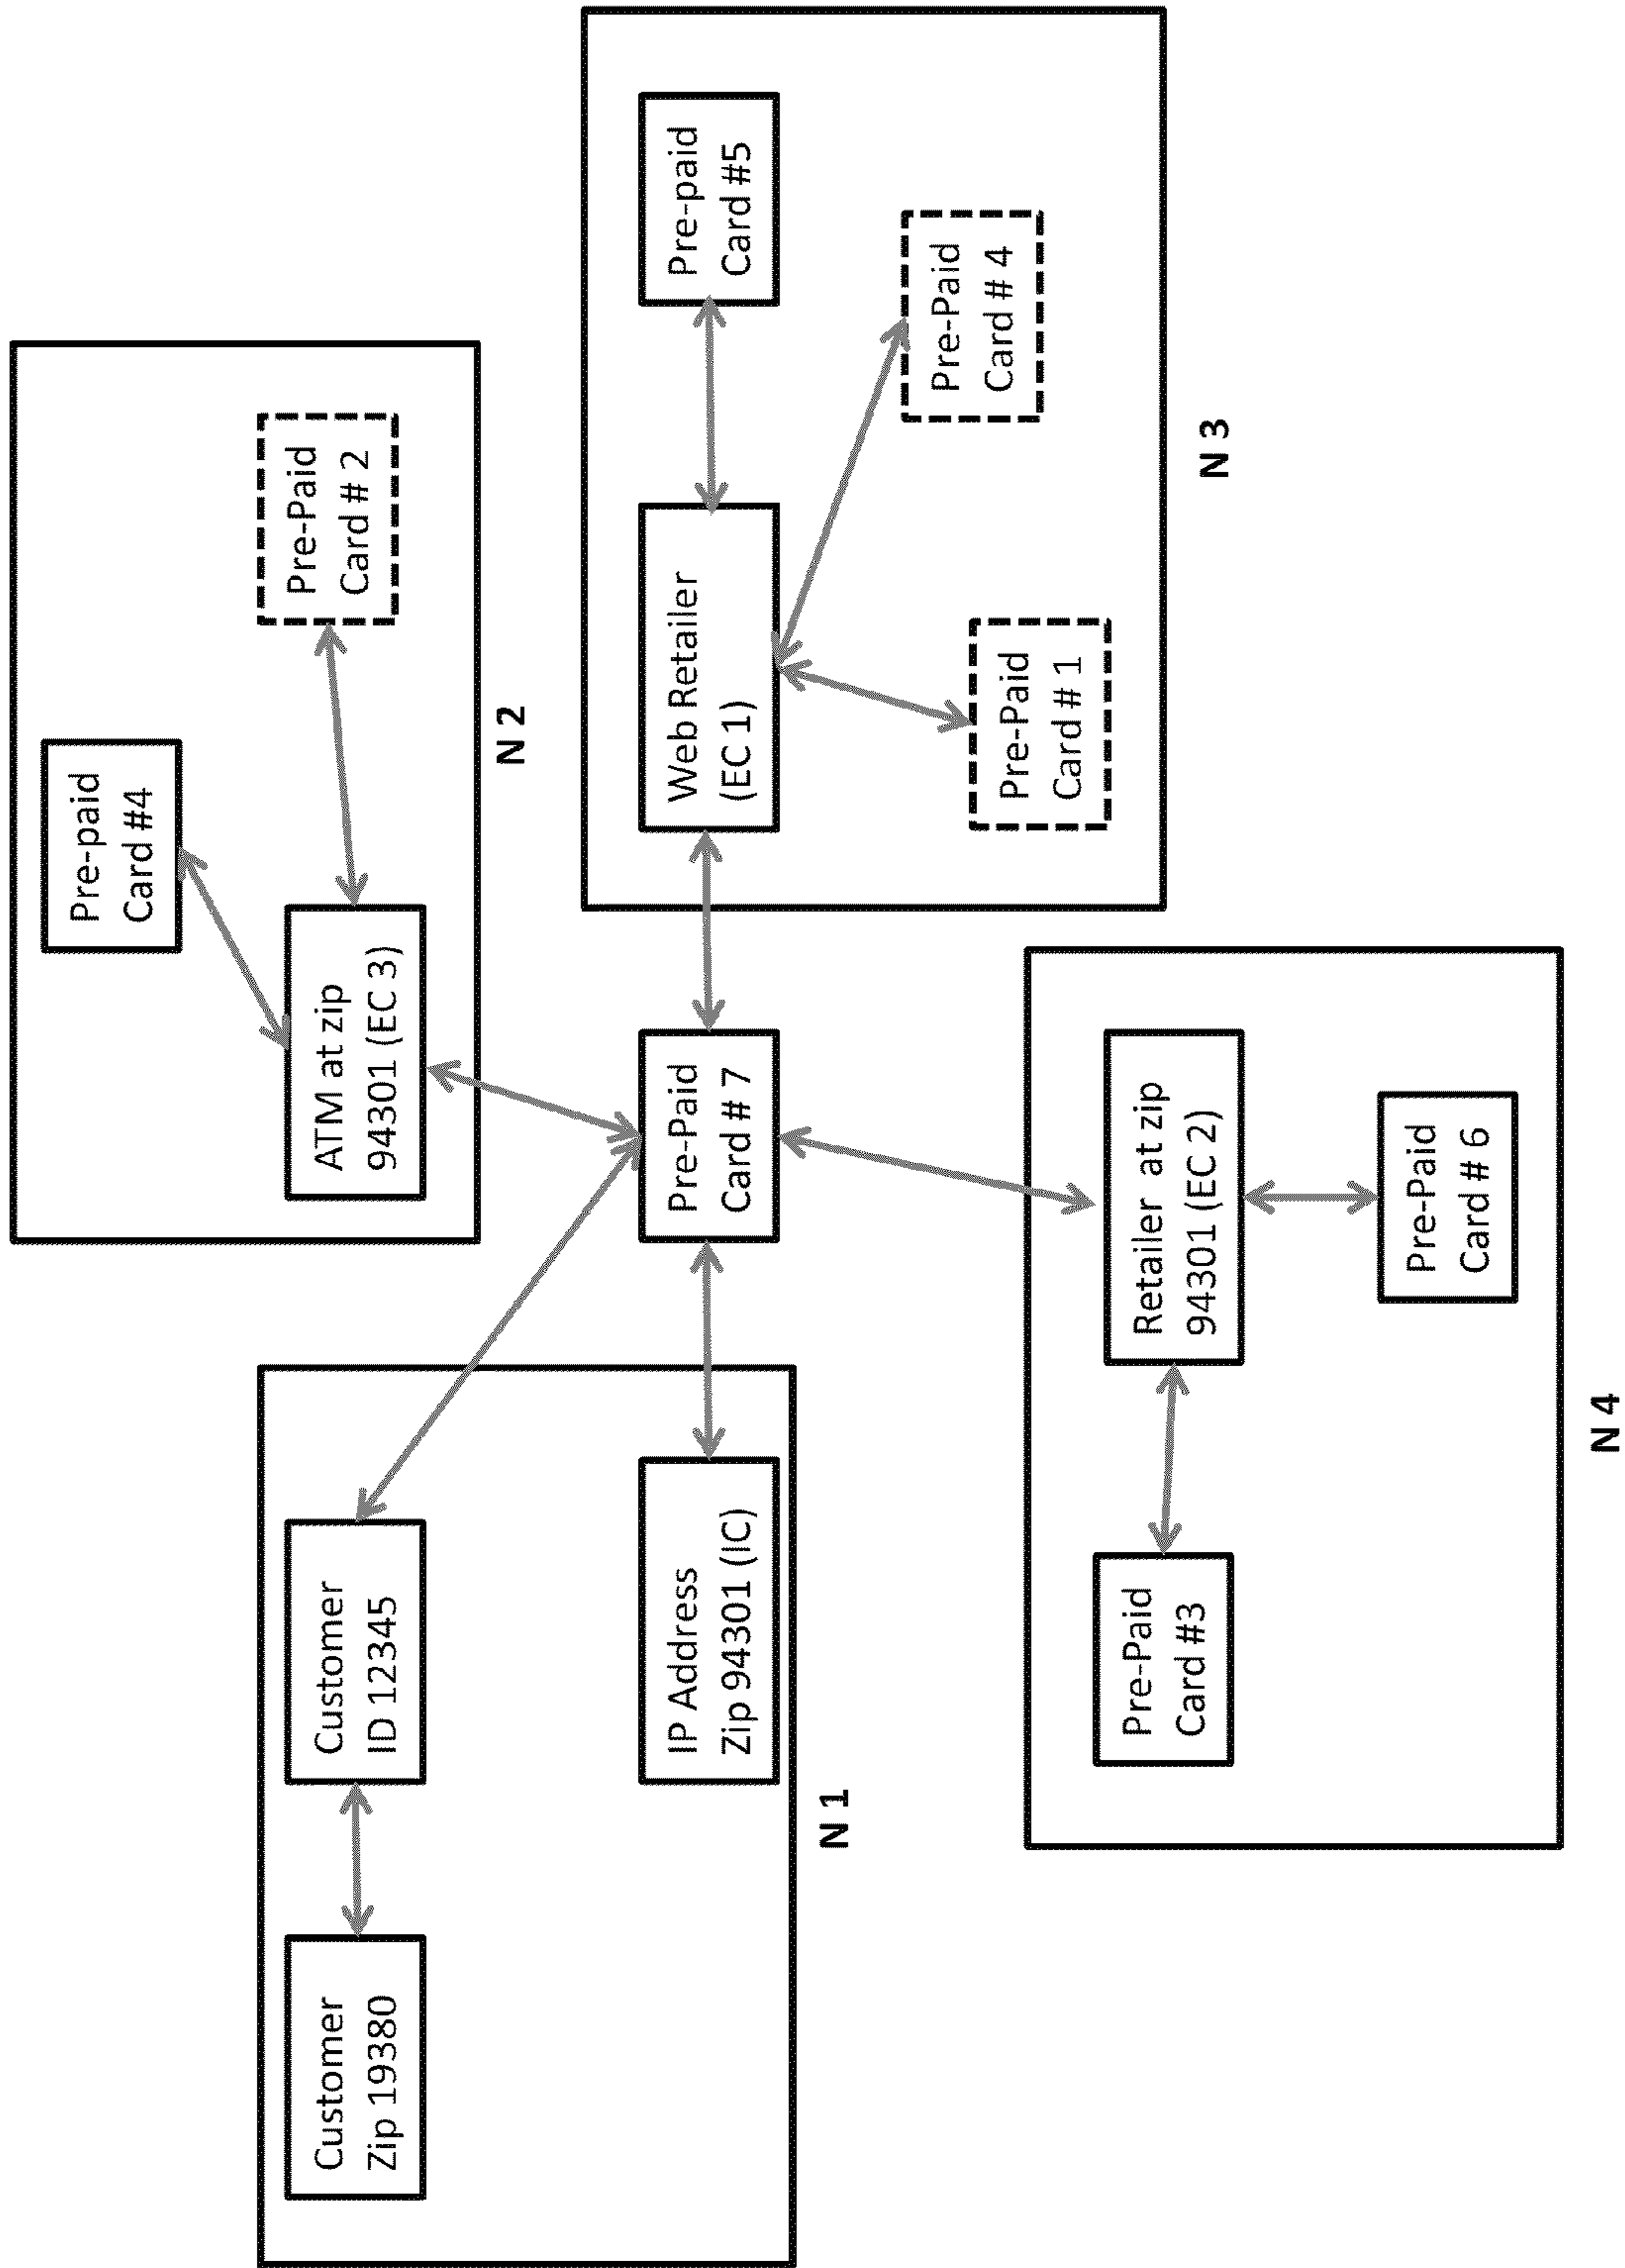 Customer
Zip 19380
Customer
ID 12345
IP Address
Zip 94301 (IC)
N 1
Pre-paid
Card #4
ATM at zip
94301 (EC 3)
Pre-Paid
Card # 2
N 2
Pre-Paid
Card # 7
Web Retailer
(EC 1)
Pre-paid
Card #5
Pre-Paid
Card # 1
Pre-Paid
Card # 4
N 3
Pre-Paid
Card #3
Retailer at zip
94301 (EC 2)
Pre-Paid
Card # 6
N 4